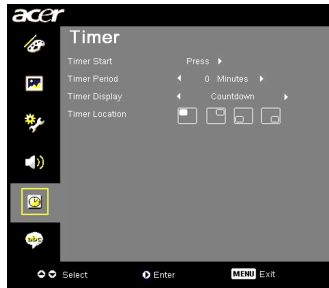 acer
Timer
Timer Start Press
Timer Period 0 Minutes
Timer Display Countdown
Timer Location
abc
Select Enter MENU Exit